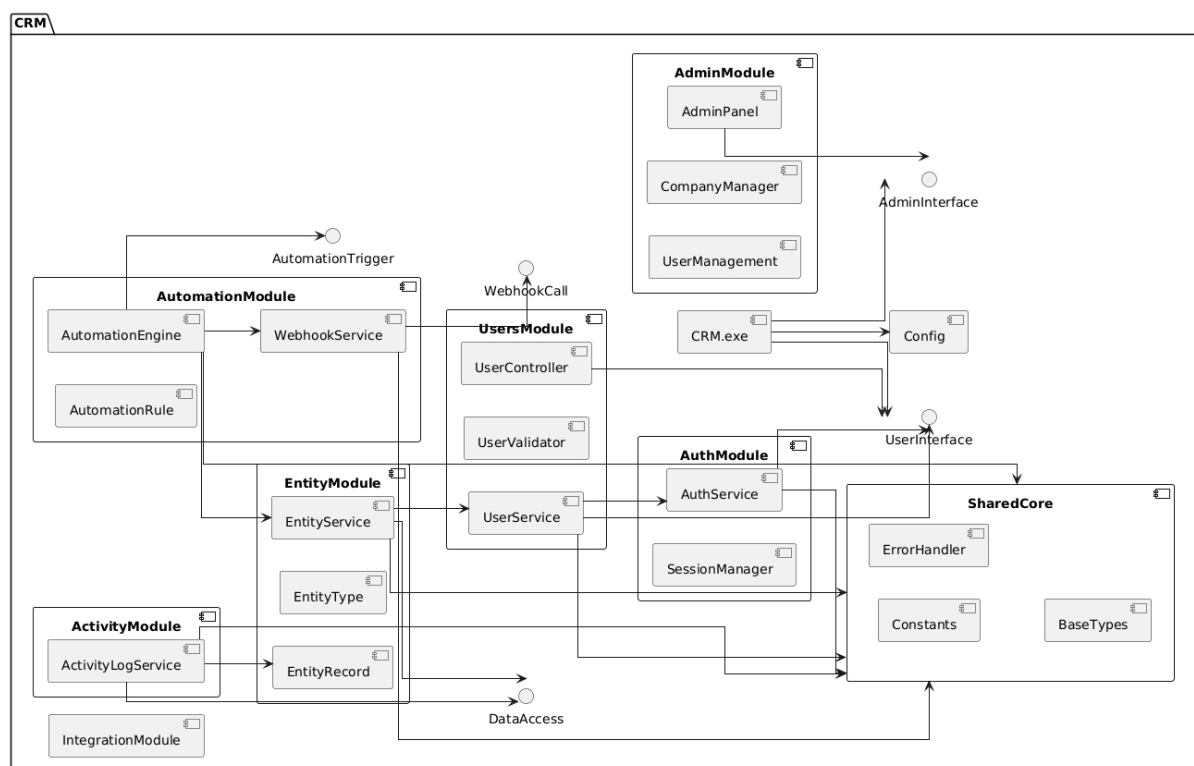 CRM
AdminModule
AdminPanel
CompanyManager
AdminInterface
UserManagement
AutomationTrigger
WebhookCall
AutomationModule
AutomationEngine
WebhookService
AutomationRule
UsersModule
UserController
UserValidator
UserService
CRM.exe
Config
UserInterface
AuthModule
AuthService
SessionManager
EntityModule
EntityService
EntityType
EntityRecord
SharedCore
ErrorHandler
Constants
BaseTypes
ActivityModule
ActivityLogService
DataAccess
IntegrationModule